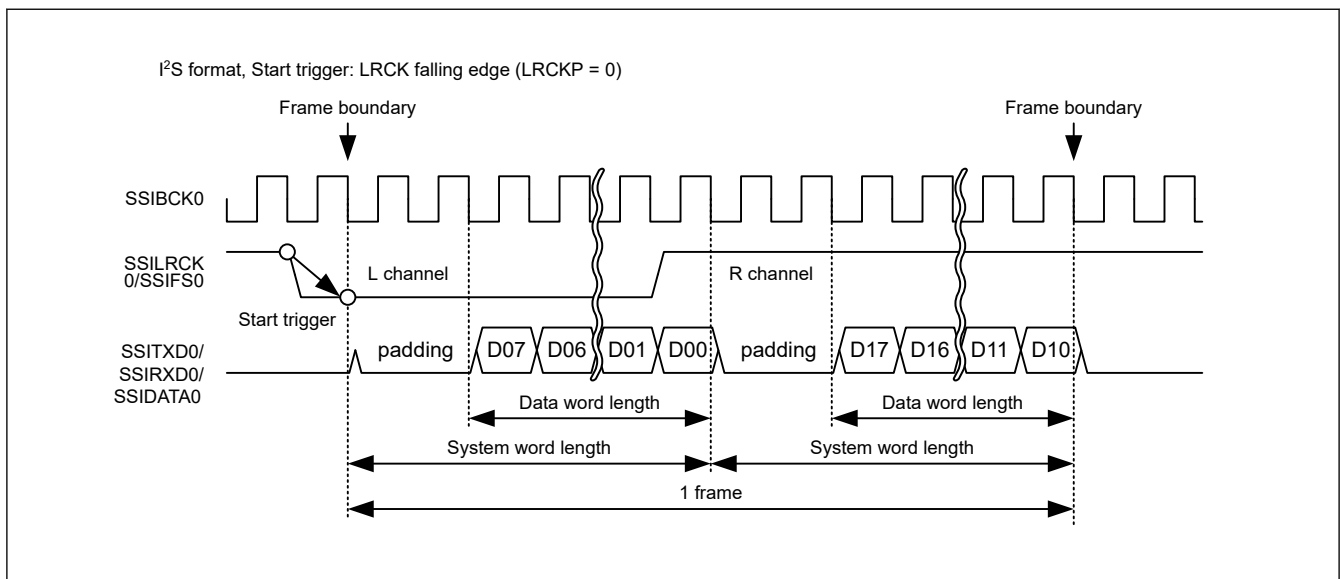 I²S format, Start trigger: LRCK falling edge (LRCKP = 0)
Frame boundary
Frame boundary
SSIBCK0
SSILRCK
0/SSIFS0
L channel
R channel
Start trigger
SSITXD0/
SSIRXD0/
SSIDATA0
padding
D07
D06
D01
D00
padding
D17
D16
D11
D10
Data word length
Data word length
System word length
System word length
1 frame